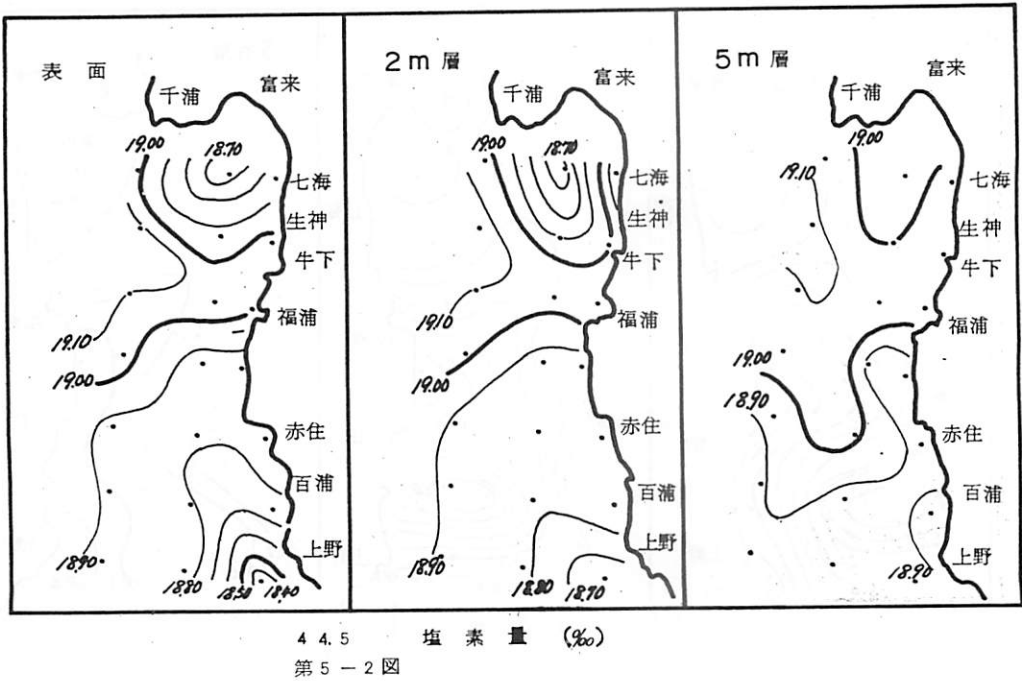 表面
千浦
富来
19.00
18.70
七海
生神
牛下
福浦
19.10
19.00
赤住
百浦
上野
18.90
18.80
18.50
18.40
2m層
千浦
富来
19.00
18.70
七海
生神
牛下
福浦
19.10
19.00
赤住
百浦
上野
18.90
18.80
18.70
5m層
千浦
富来
19.00
19.10
七海
生神
牛下
福浦
19.00
18.90
赤住
百浦
上野
18.90
44.5 塩素量 (‰)
第5-2図